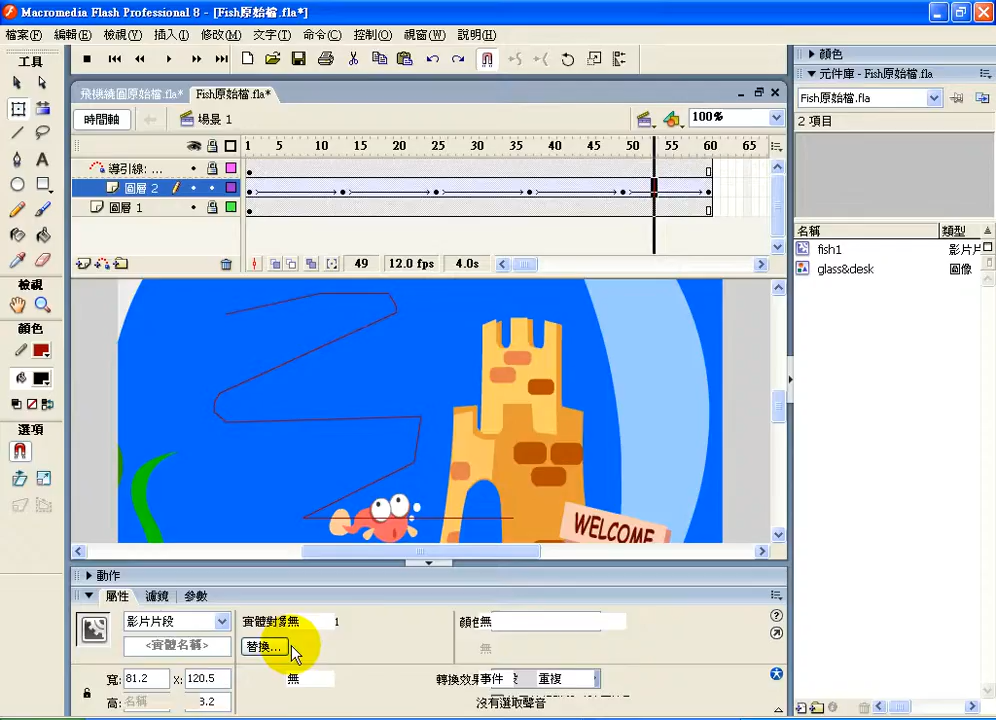 Macromedia Flash Professional 8 - [Fish原始檔.fla*]
檔案(F) 編輯(E) 檢視(V) 插入(I) 修改(M) 文字(T) 命令(C) 控制(O) 視窗(W) 說明(H)
工具
檢視
顏色
選項
飛機繞圓原始檔.fla* Fish原始檔.fla*
時間軸 場景 1 100%
1 5 10 15 20 25 30 35 40 45 50 55 60 65
導引線:...
圖層 2
圖層 1
49 12.0 fps 4.0s
WELCOME
動作
屬性 濾鏡 參數
影片片段 無 1 無
<實體名稱> 替換... 無
寬: 81.2 X: 120.5 無 轉換效果 事件 重複
高: 名稱 3.2 沒有選取聲音
顏色
元件庫 - Fish原始檔.fla
Fish原始檔.fla
2 項目
名稱 類型
fish1 影片片
glass&desk 圖像